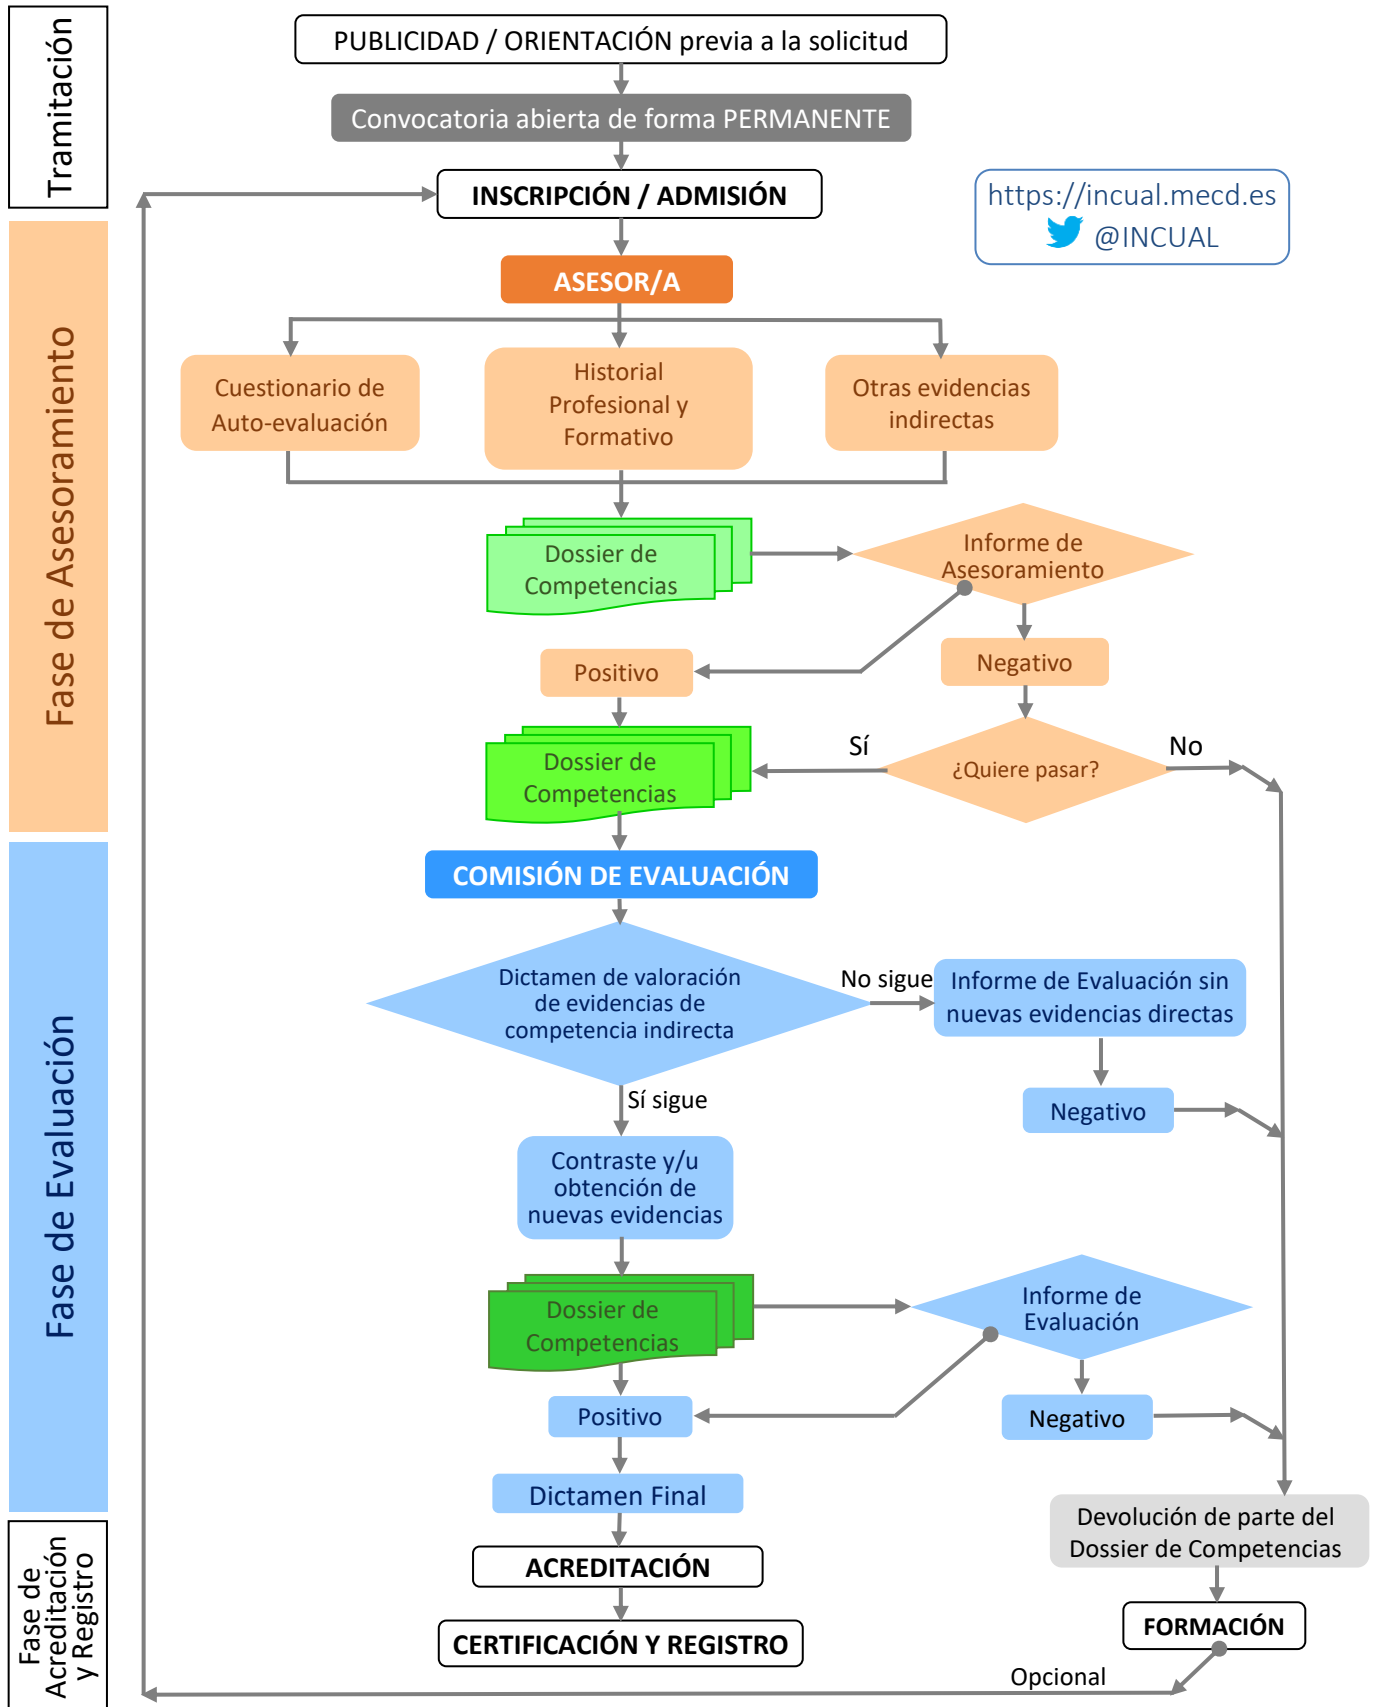 Tramitación
PUBLICIDAD / ORIENTACIÓN previa a la solicitud
Convocatoria abierta de forma PERMANENTE
INSCRIPCIÓN / ADMISIÓN
https://incual.mecd.es
@INCUAL
Fase de Asesoramiento
ASESOR/A
Cuestionario de
Auto-evaluación
Historial
Profesional y
Formativo
Otras evidencias
indirectas
Dossier de
Competencias
Informe de
Asesoramiento
Positivo
Negativo
Dossier de
Competencias
Sí
¿Quiere pasar?
No
Fase de Evaluación
COMISIÓN DE EVALUACIÓN
Dictamen de valoración
de evidencias de
competencia indirecta
No sigue
Informe de Evaluación sin
nuevas evidencias directas
Negativo
Sí sigue
Contraste y/u
obtención de
nuevas evidencias
Dossier de
Competencias
Informe de
Evaluación
Positivo
Negativo
Dictamen Final
Devolución de parte del
Dossier de Competencias
Fase de
Acreditación
y Registro
ACREDITACIÓN
CERTIFICACIÓN Y REGISTRO
FORMACIÓN
Opcional